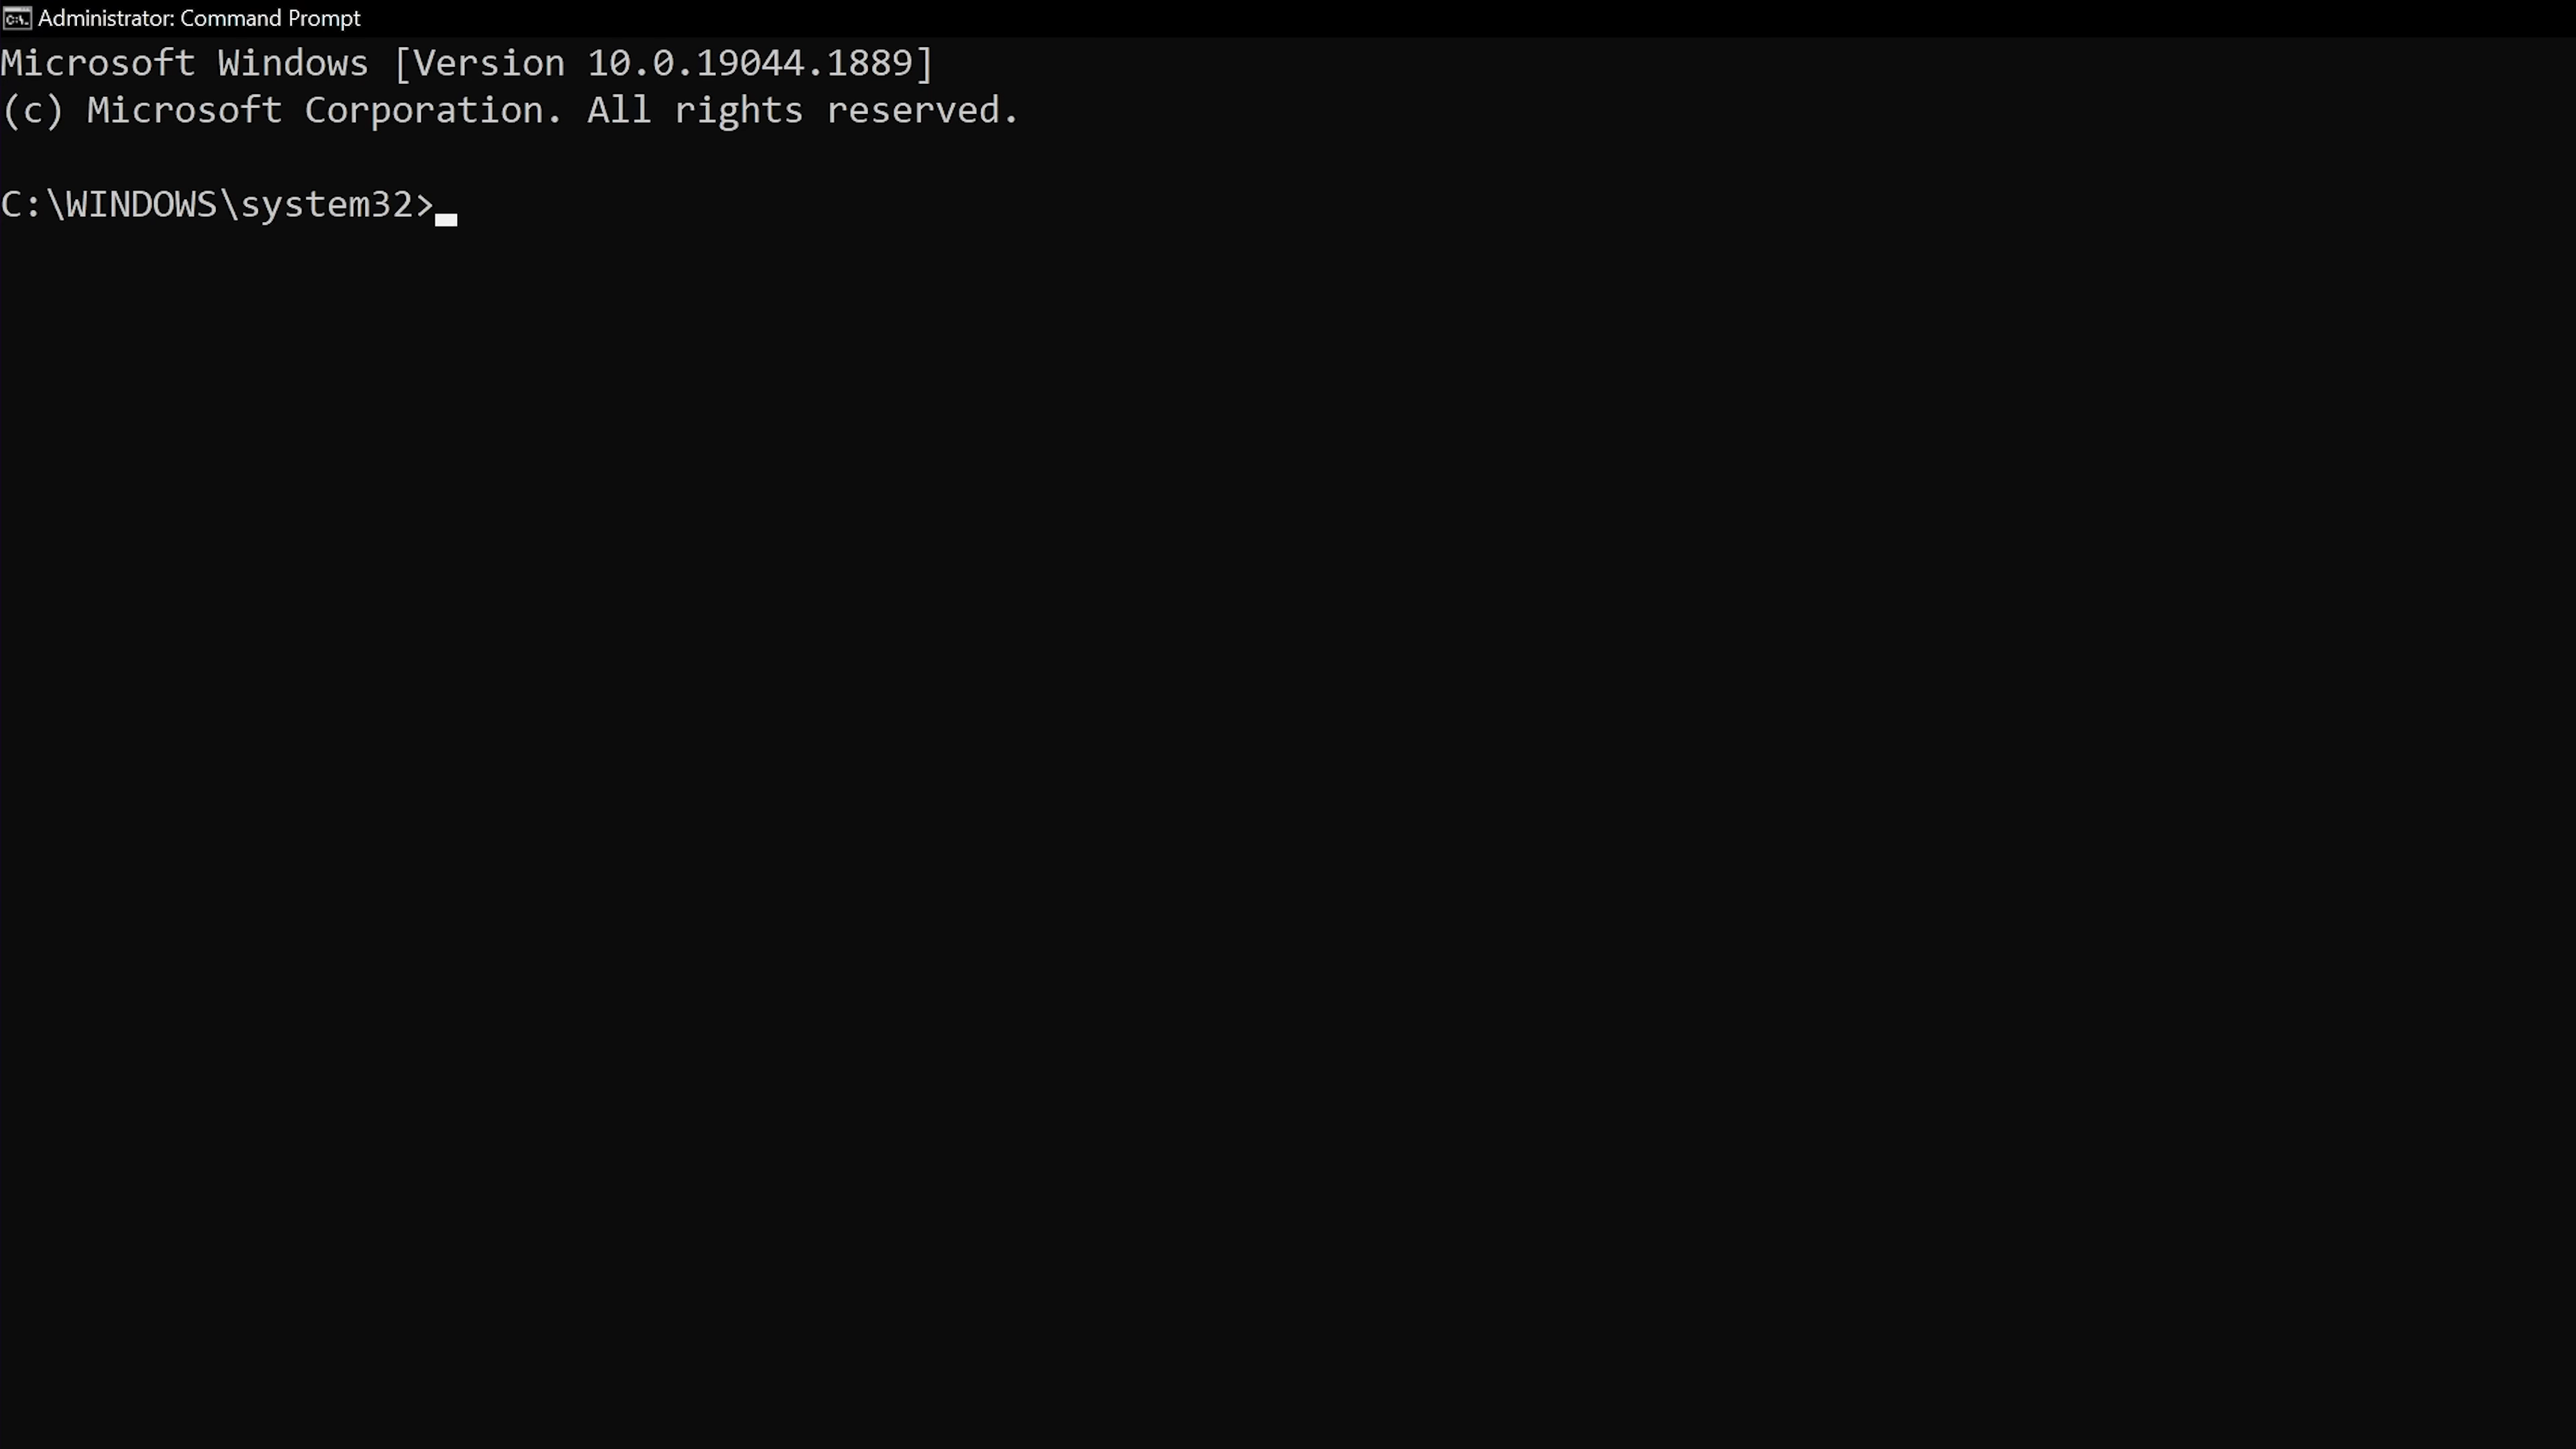 Administrator: Command Prompt
Microsoft Windows [Version 10.0.19044.1889]
(c) Microsoft Corporation. All rights reserved.
C:\WINDOWS\system32>